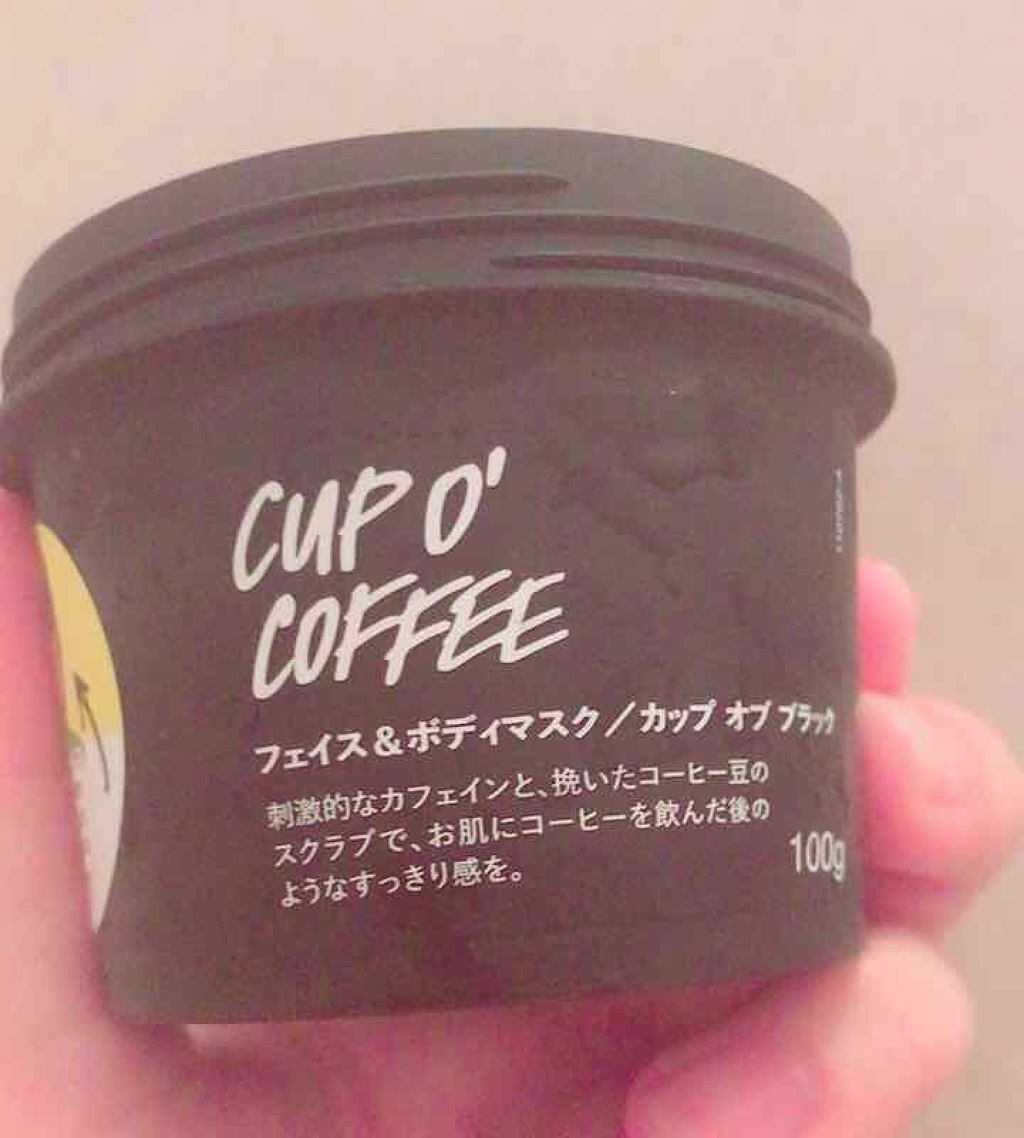 CUP O'
COFFEE
フェイス&ボディマスク/カップ オブ ブラック
刺激的なカフェインと、挽いたコーヒー豆の
スクラブで、お肌にコーヒーを飲んだ後の
ようなすっきり感を。
100g